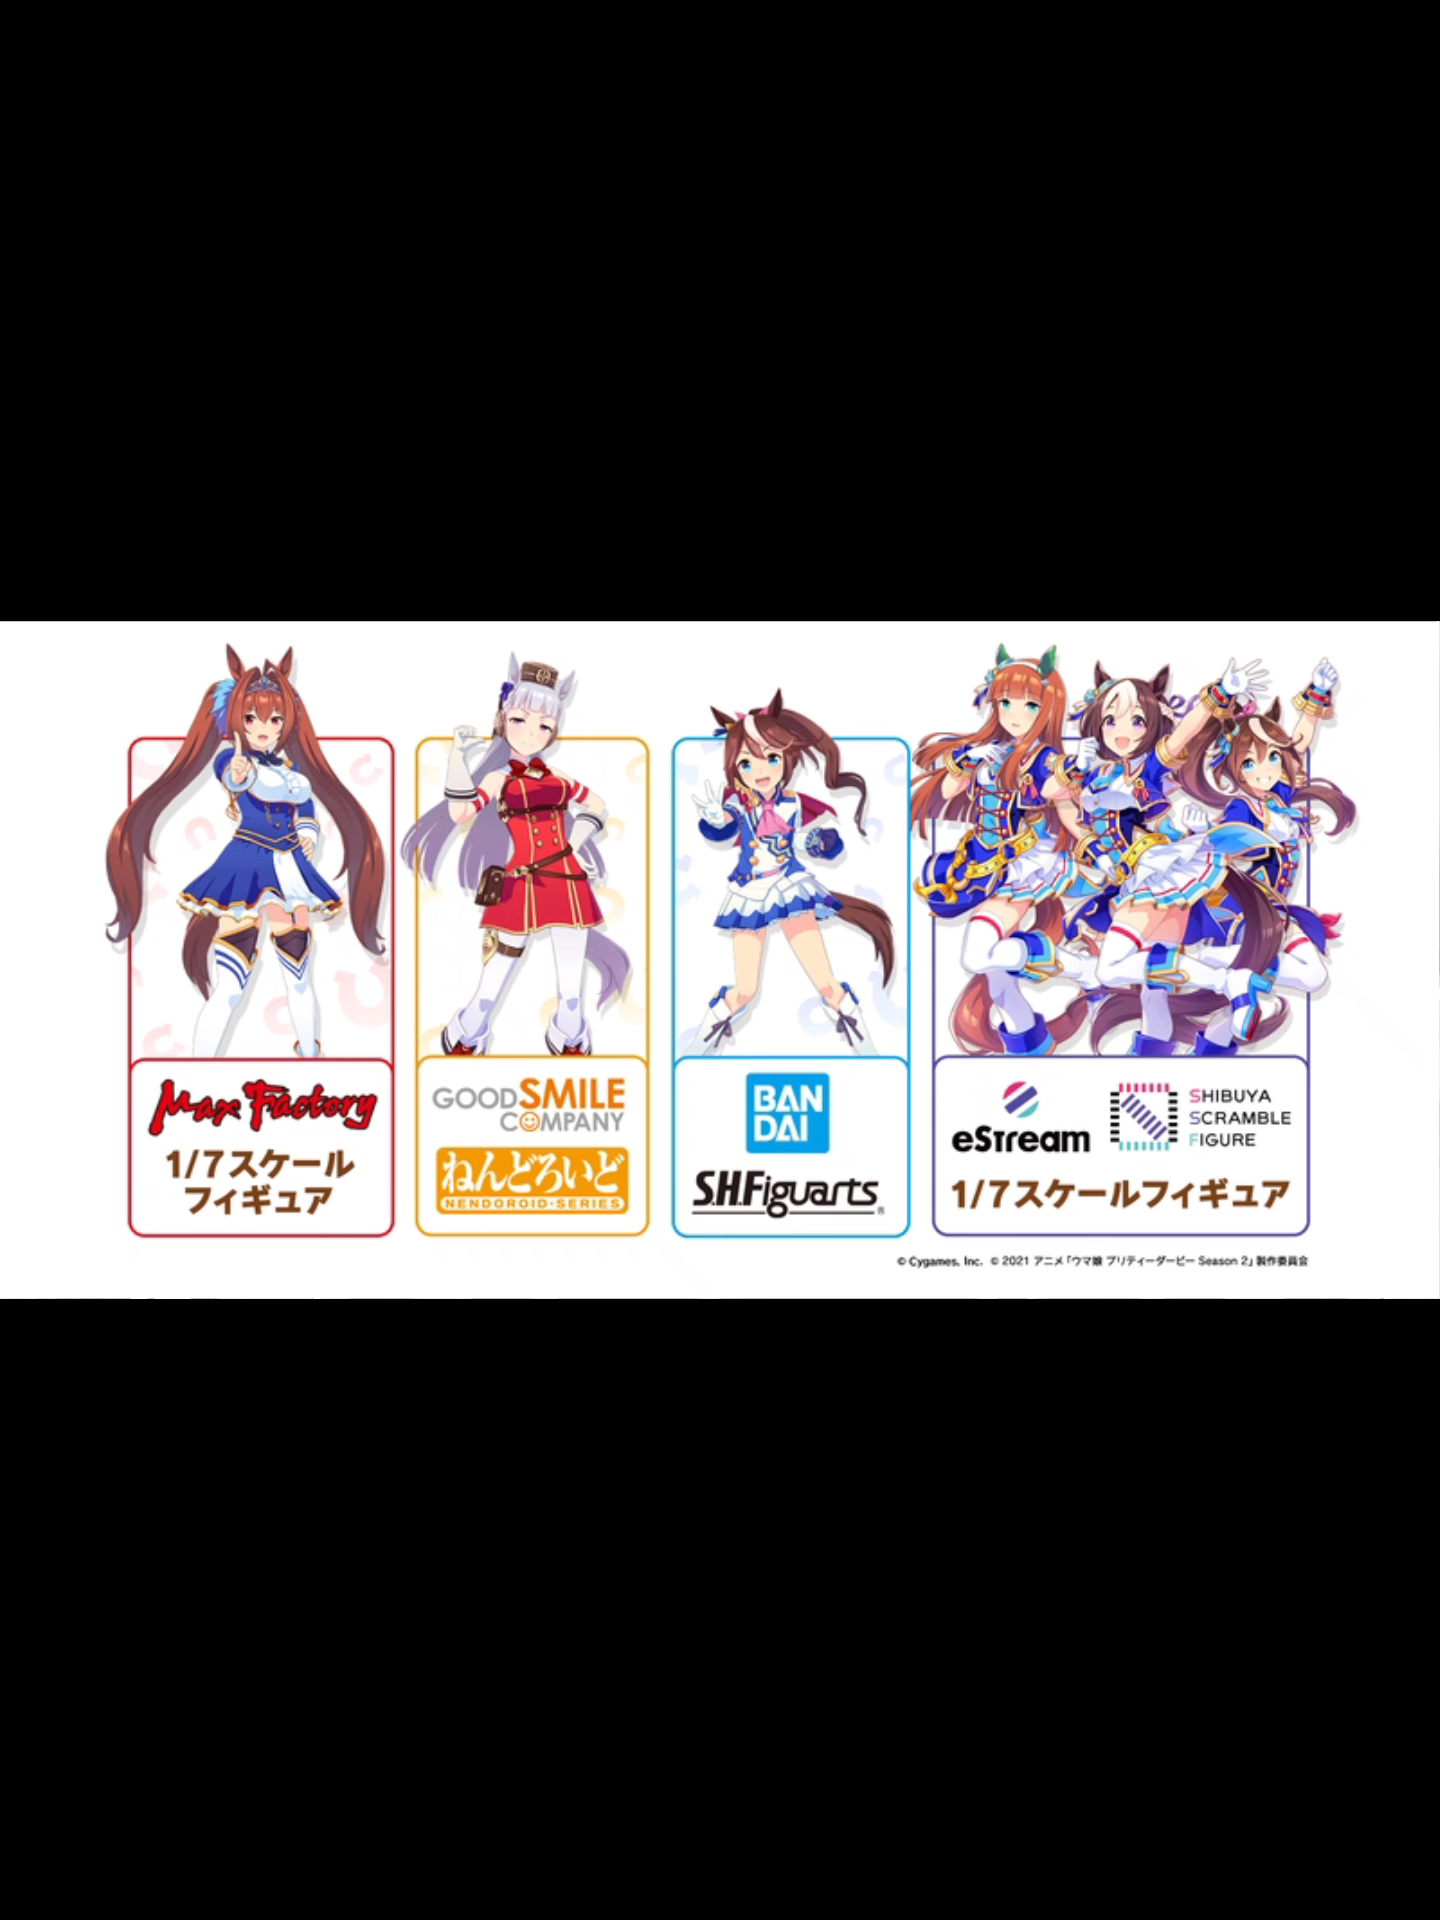 Max Factory
1/7スケール
フィギュア
GOOD SMILE
COMPANY
ねんどろいど
NENDOROID・SERIES
BAN
DAI
S.H.Figuarts®
eStream
SHIBUYA
SCRAMBLE
FIGURE
1/7スケールフィギュア
© Cygames, Inc. © 2021 アニメ「ウマ娘 プリティーダービー Season 2」製作委員会